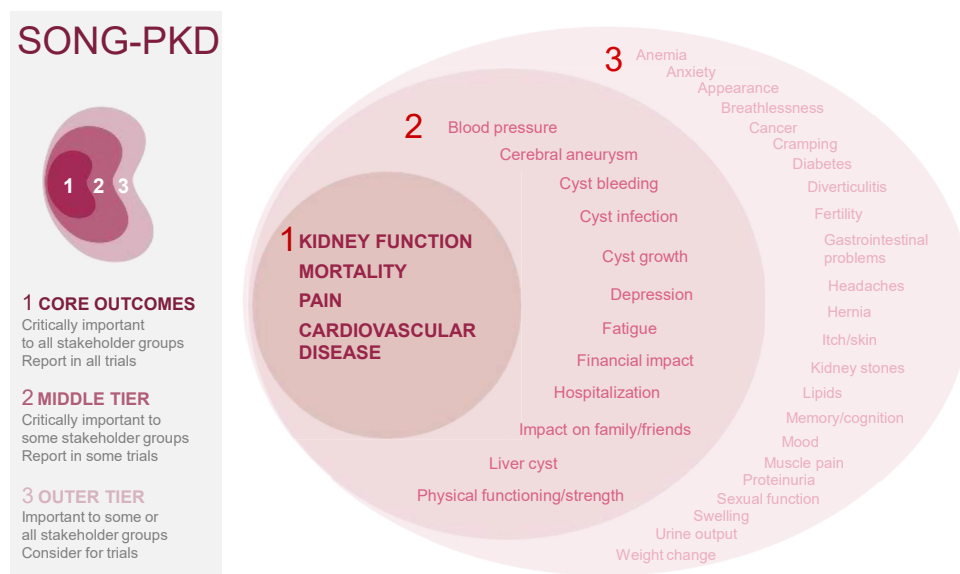 SONG-PKD
1 2 3
1 CORE OUTCOMES
Critically important
to all stakeholder groups
Report in all trials
2 MIDDLE TIER
Critically important to
some stakeholder groups
Report in some trials
3 OUTER TIER
Important to some or
all stakeholder groups
Consider for trials
1
KIDNEY FUNCTION
MORTALITY
PAIN
CARDIOVASCULAR
DISEASE
2
Blood pressure
Cerebral aneurysm
Cyst bleeding
Cyst infection
Cyst growth
Depression
Fatigue
Financial impact
Hospitalization
Impact on family/friends
Liver cyst
Physical functioning/strength
3
Anemia
Anxiety
Appearance
Breathlessness
Cancer
Cramping
Diabetes
Diverticulitis
Fertility
Gastrointestinal
problems
Headaches
Hernia
Itch/skin
Kidney stones
Lipids
Memory/cognition
Mood
Muscle pain
Proteinuria
Sexual function
Swelling
Urine output
Weight change